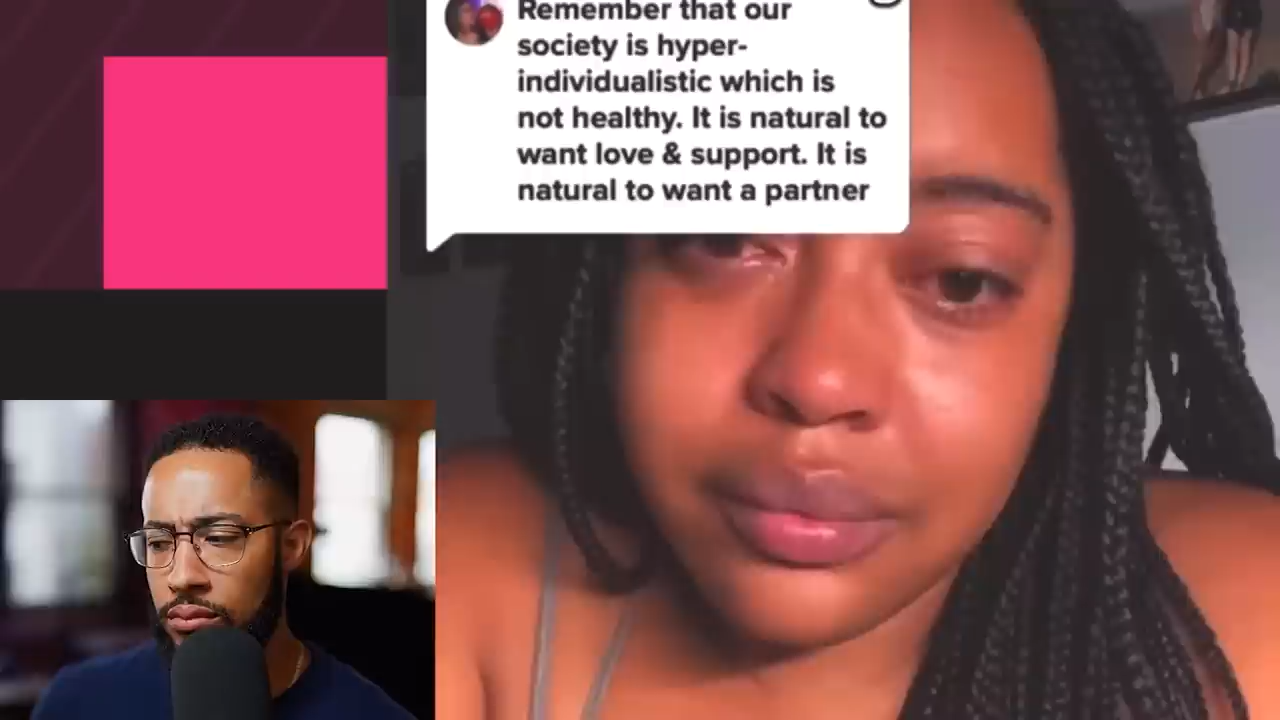 Remember that our
society is hyper-
individualistic which is
not healthy. It is natural to
want love & support. It is
natural to want a partner